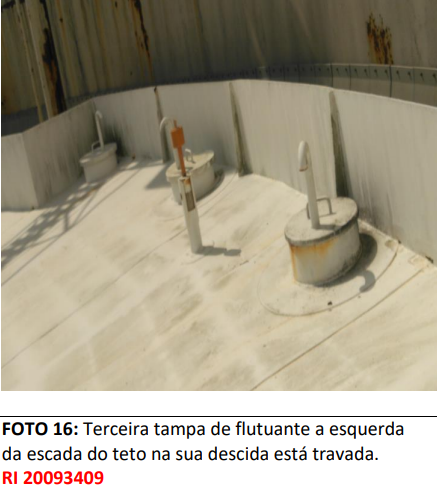 FOTO 16: Terceira tampa de flutuante a esquerda
da escada do teto na sua descida está travada.
RI 20093409